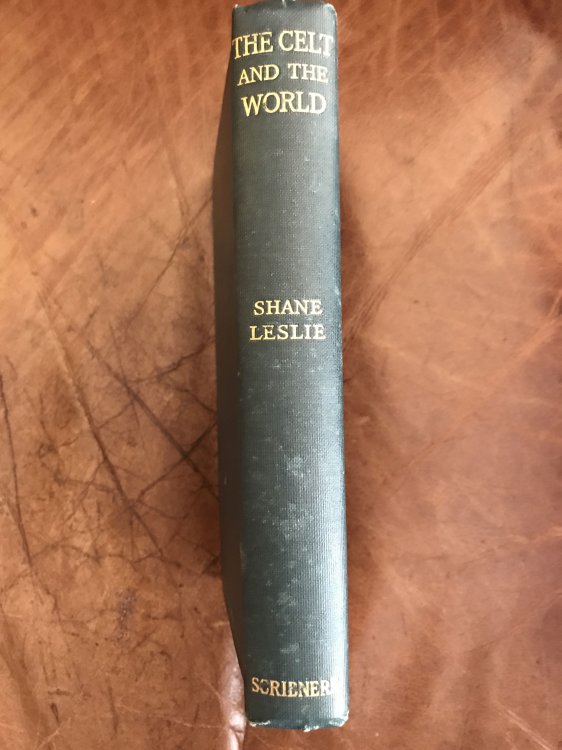 THE CELT
AND THE
WORLD
SHANE
LESLIE
SCRIBNER